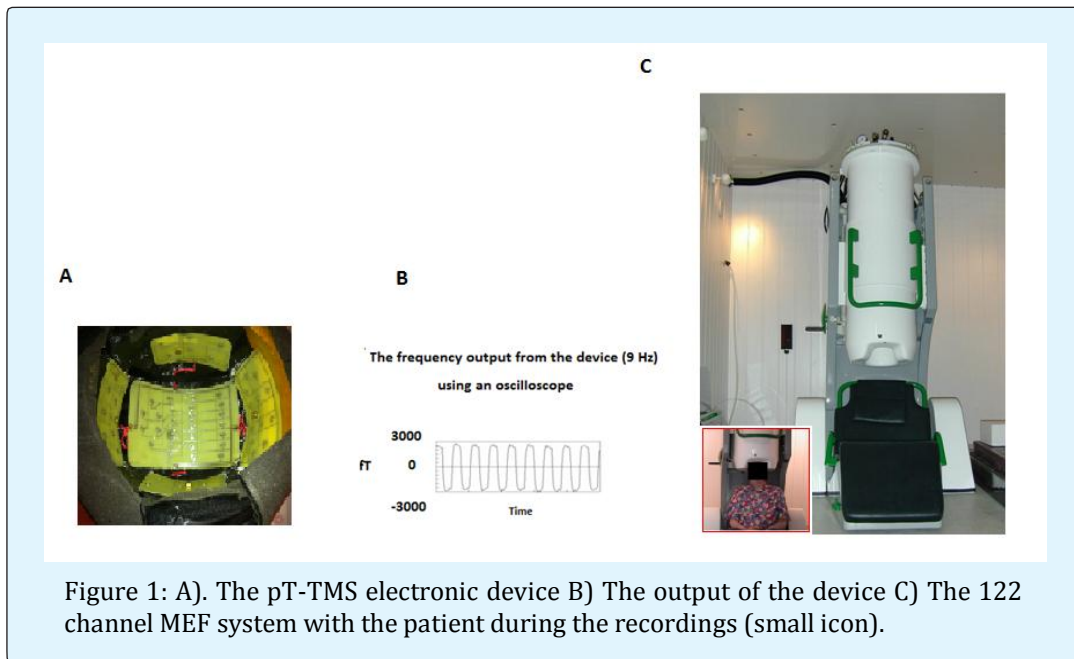 C
A
B
The frequency output from the device (9 Hz)
using an oscilloscope
3000
fT 0
-3000
Time
Figure 1: A). The pT-TMS electronic device B) The output of the device C) The 122
channel MEF system with the patient during the recordings (small icon).